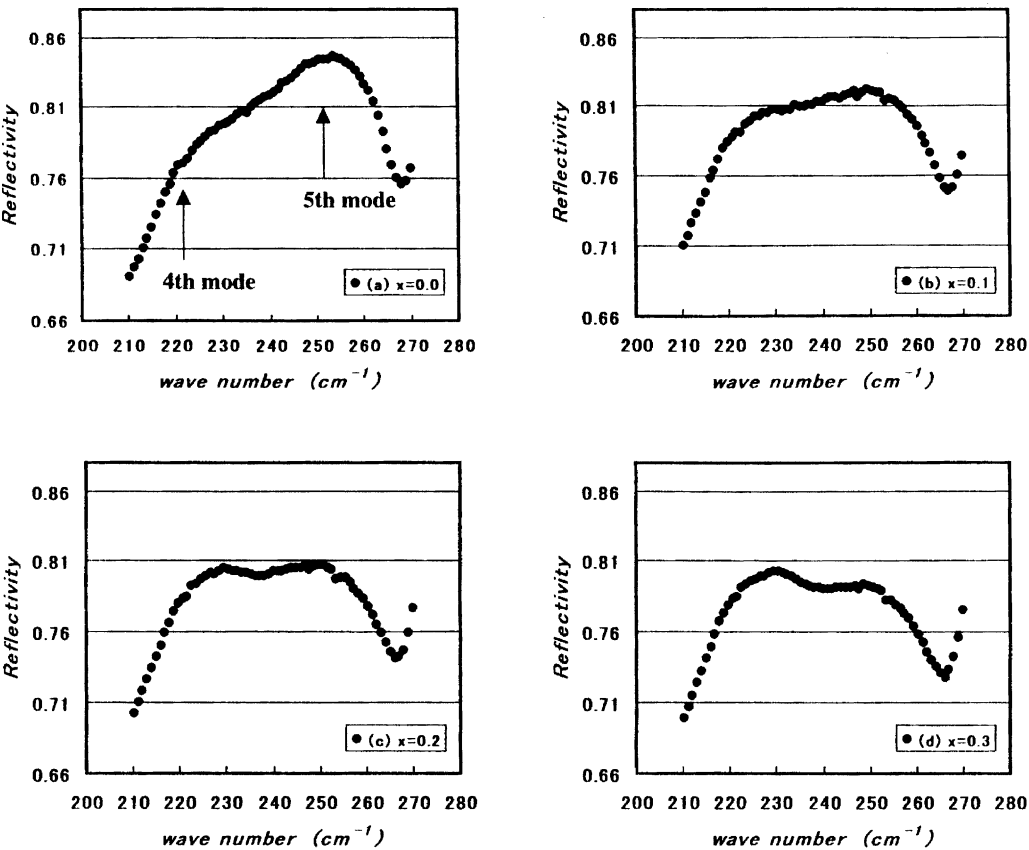 0.86
0.81
0.76
0.71
0.66
Reflectivity
5th mode
4th mode
(a) x=0.0
200 210 220 230 240 250 260 270 280
wave number (cm⁻¹)
0.86
0.81
0.76
0.71
0.66
Reflectivity
(b) x=0.1
200 210 220 230 240 250 260 270 280
wave number (cm⁻¹)
0.86
0.81
0.76
0.71
0.66
Reflectivity
(c) x=0.2
200 210 220 230 240 250 260 270 280
wave number (cm⁻¹)
0.86
0.81
0.76
0.71
0.66
Reflectivity
(d) x=0.3
200 210 220 230 240 250 260 270 280
wave number (cm⁻¹)